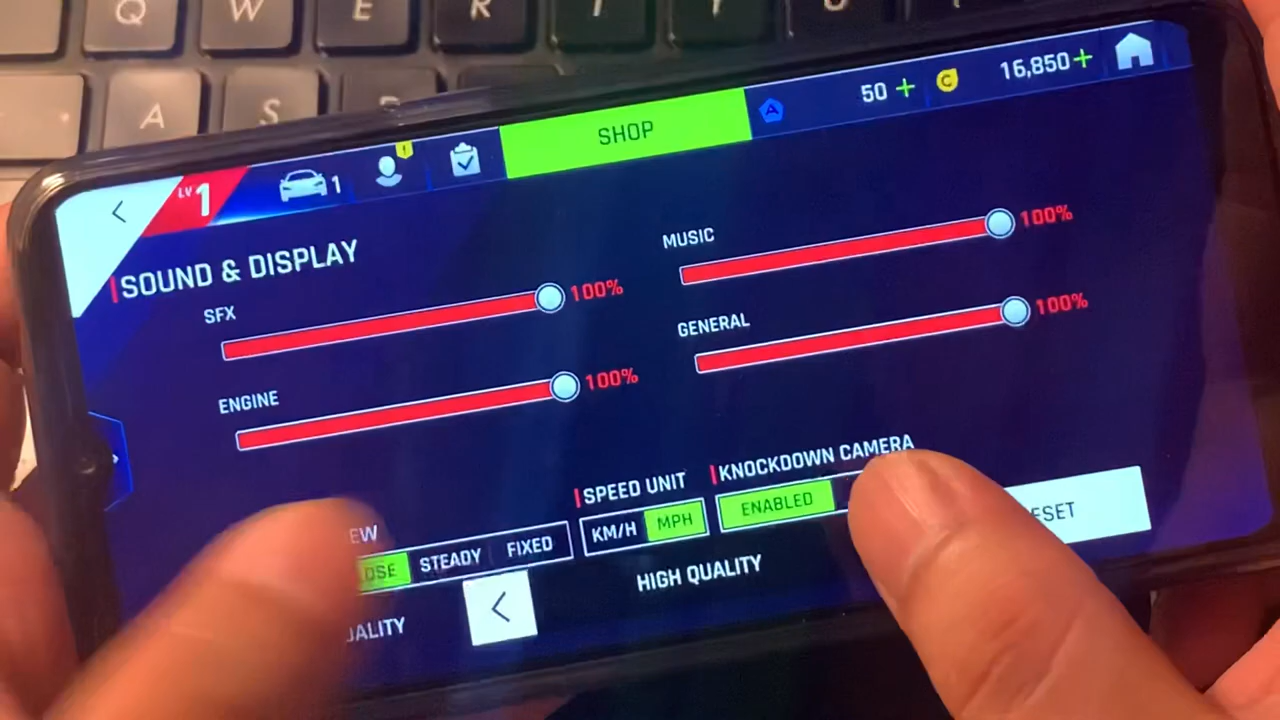 Q W E R
A S
SHOP
50 +
16,850 +
LV 1
1
SOUND & DISPLAY
SFX
100%
MUSIC
100%
ENGINE
100%
GENERAL
100%
STEADY
FIXED
SPEED UNIT
KM/H
MPH
KNOCKDOWN CAMERA
ENABLED
HIGH QUALITY